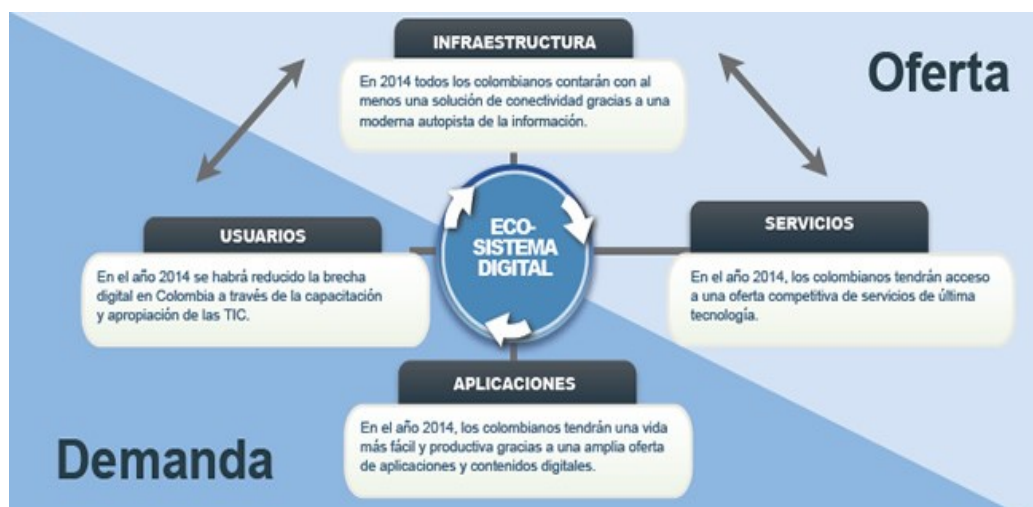 INFRAESTRUCTURA
En 2014 todos los colombianos contarán con al
menos una solución de conectividad gracias a una
moderna autopista de la información.
Oferta
USUARIOS
En el año 2014 se habrá reducido la brecha
digital en Colombia a través de la capacitación
y apropiación de las TIC.
ECO-
SISTEMA
DIGITAL
SERVICIOS
En el año 2014, los colombianos tendrán acceso
a una oferta competitiva de servicios de última
tecnología.
APLICACIONES
En el año 2014, los colombianos tendrán una vida
más fácil y productiva gracias a una amplia oferta
de aplicaciones y contenidos digitales.
Demanda